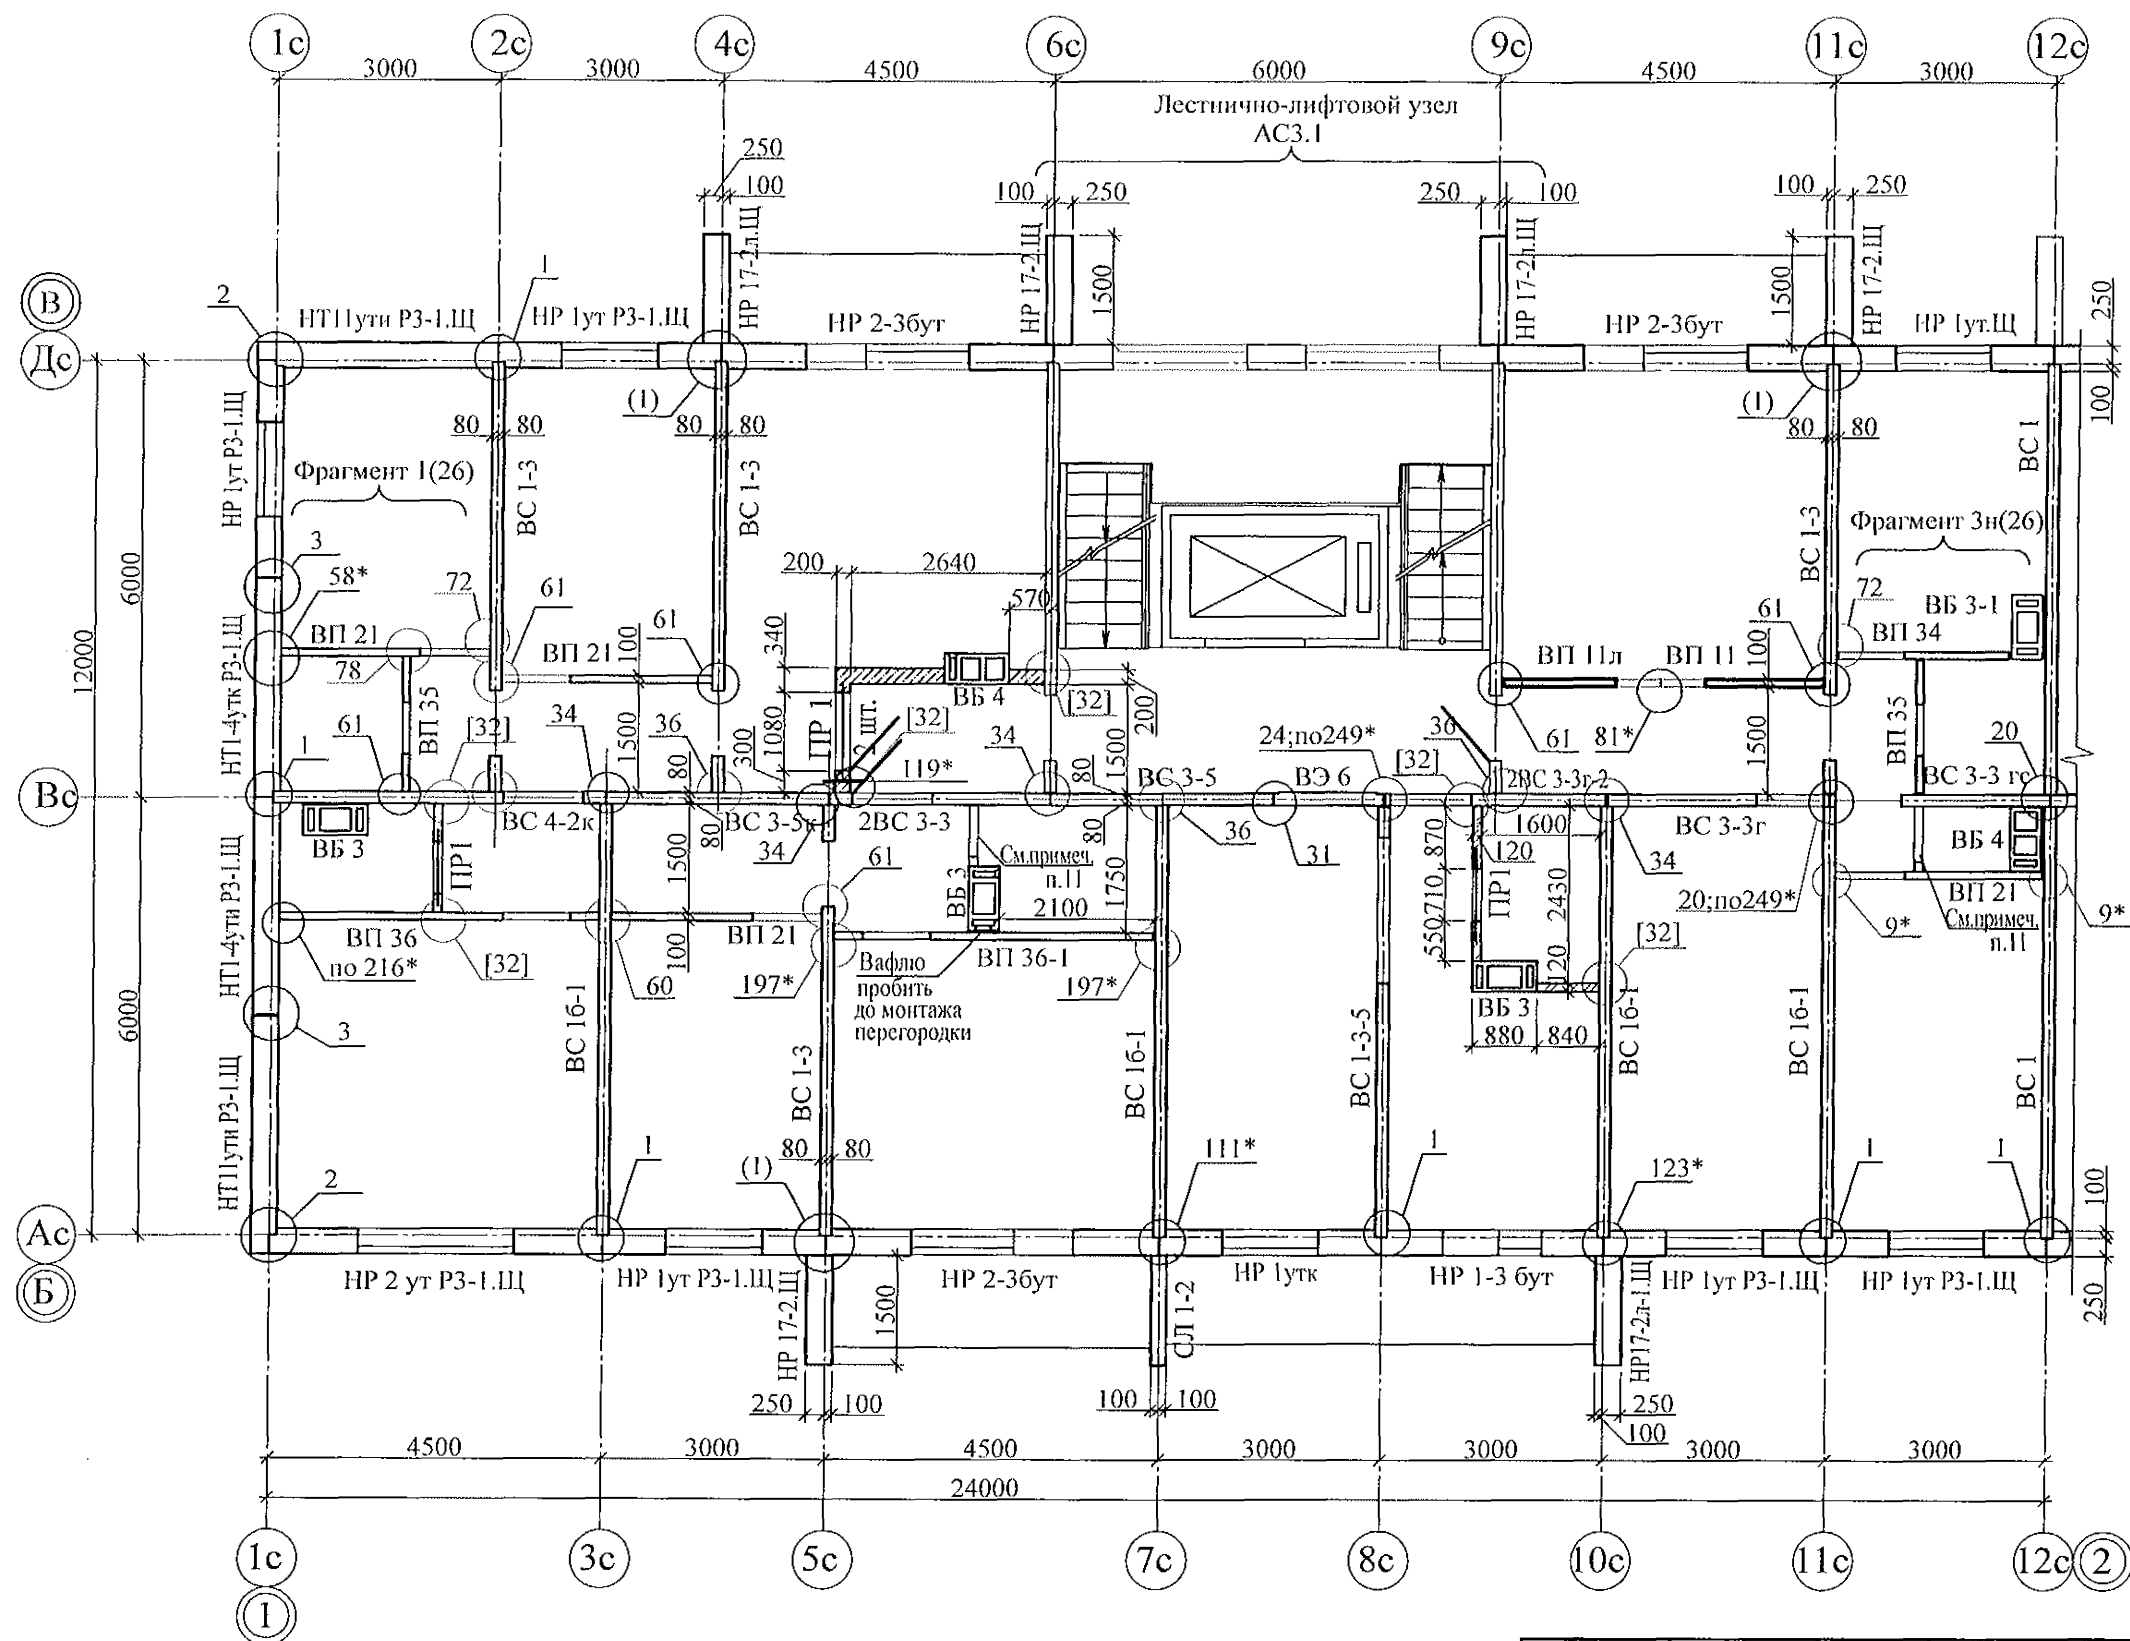 1с 2с 4с 6с 9с 11с 12с
3000 3000 4500 6000 4500 3000
Лестнично-лифтовой узел
АС3.1
250
100
100 250
250 100
100 250
НР 17-2л.Щ
НР 17-2.Щ
1500
НР 17-2л.Щ
1500
НР 17-2.Щ
В
Дс
2
НТ11ути Р3-1.Щ
1
НР 1ут Р3-1.Щ
НР 2-3бут
НР 2-3бут
НР 1ут.Щ
250
100
(1)
(1)
80 80
80 80
80 80
НР 1ут Р3-1.Щ
Фрагмент 1(26)
ВС 1-3
ВС 1-3
ВС 1-3
ВС 1
Фрагмент 3н(26)
3
58*
72
61
200 2640
570
72
ВБ 3-1
61
12000
6000
НТ1-4утк Р3-1.Щ
ВП 21
78
ВП 21
100
61
340
ВП 11л
ВП 11
100
ВП 34
ВБ 4
[32]
200
ВП 35
1500
1080
300
ПР 1
2 шт.
[32]
61
81*
1500
ВП 35
1
61
[32]
34
36
80
119*
34
80
1500
24;по249*
[32]
36
20
Вс
ВС 4-2к
ВС 3-5к
2ВС 3-3
ВС 3-5
ВЭ 6
2ВС 3-3г-2
ВС 3-3г
ВС 3-3 гс
80
34
80
36
31
1600
120
34
ВБ 3
ПР1
1500
61
См.примеч.
п.11
ВБ 3
1750
870
710
550
ПР1
2430
120
ВБ 4
НТ1-4ути Р3-1.Щ
2100
20;по249*
ВП 21
См.примеч.
п.11
9*
9*
ВП 36
по 216*
[32]
60
100
ВП 21
197*
Вафлю
пробить
до монтажа
перегородки
ВП 36-1
197*
[32]
ВБ 3
880 840
6000
3
ВС 1б-1
ВС 1-3
ВС 1б-1
ВС 1-3-5
ВС 1б-1
ВС 1б-1
ВС 1
НТ11ути Р3-1.Щ
2
1
(1)
80 80
111*
1
123*
1
1
100
250
Ас
Б
НР 2 ут Р3-1.Щ
НР 1ут Р3-1.Щ
НР 17-2.Щ
1500
НР 2-3бут
СЛ 1-2
НР 1утк
НР 1-3 бут
НР17-2л-1.Щ
НР 1ут Р3-1.Щ
НР 1ут Р3-1.Щ
250 100
100 100
250
100
4500 3000 4500 3000 3000 3000 3000
24000
1с 3с 5с 7с 8с 10с 11с 12с 2
1